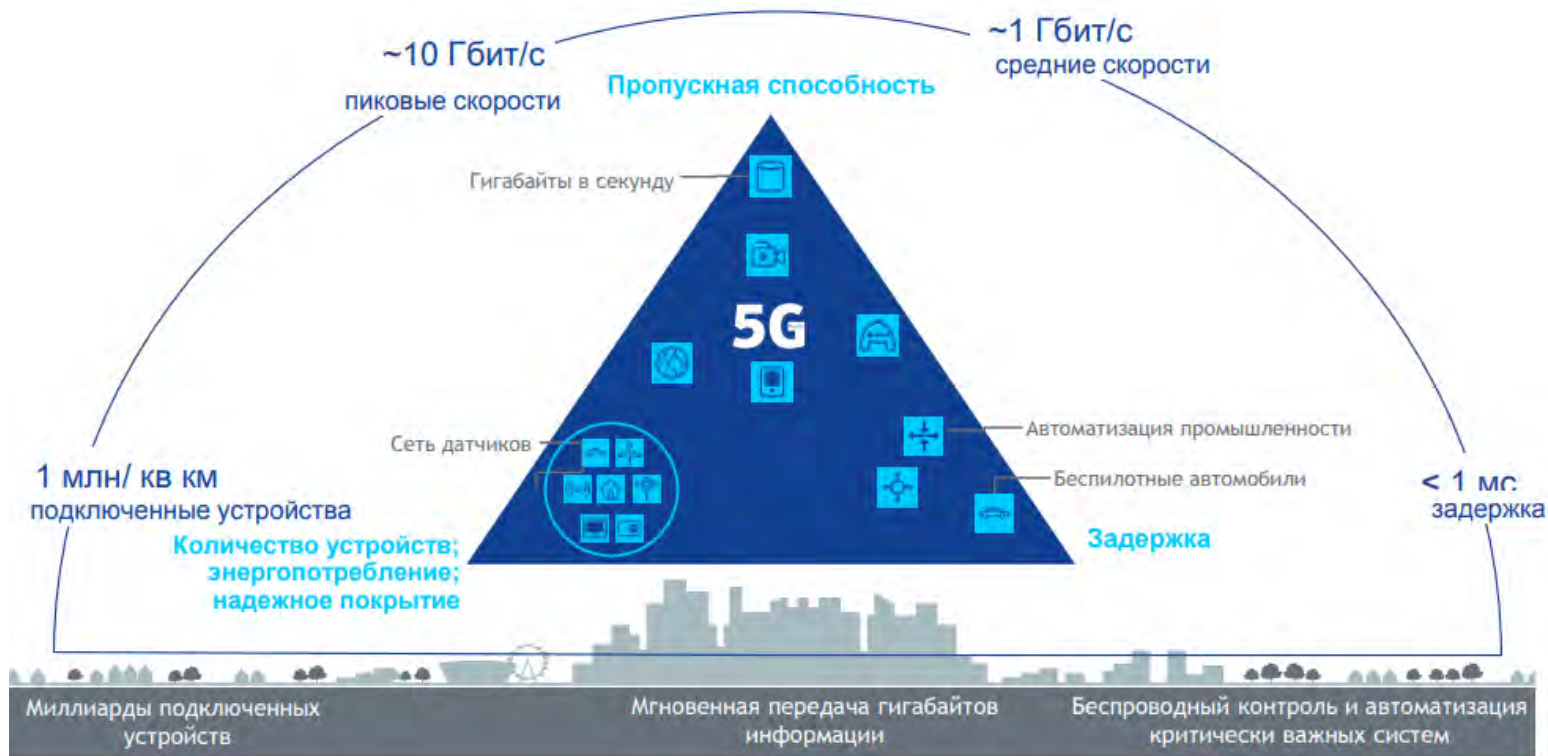 ~10 Гбит/с
пиковые скорости
~1 Гбит/с
средние скорости
Пропускная способность
Гигабайты в секунду
5G
Сеть датчиков
Автоматизация промышленности
Беспилотные автомобили
1 млн/ кв км
подключенные устройства
< 1 мс
задержка
Количество устройств;
знергопотребление;
надежное покрытие
Задержка
Миллиарды подключенных
устройств
Мгновенная передача гигабайтов
информации
Беспроводный контроль и автоматизация
критически важных систем